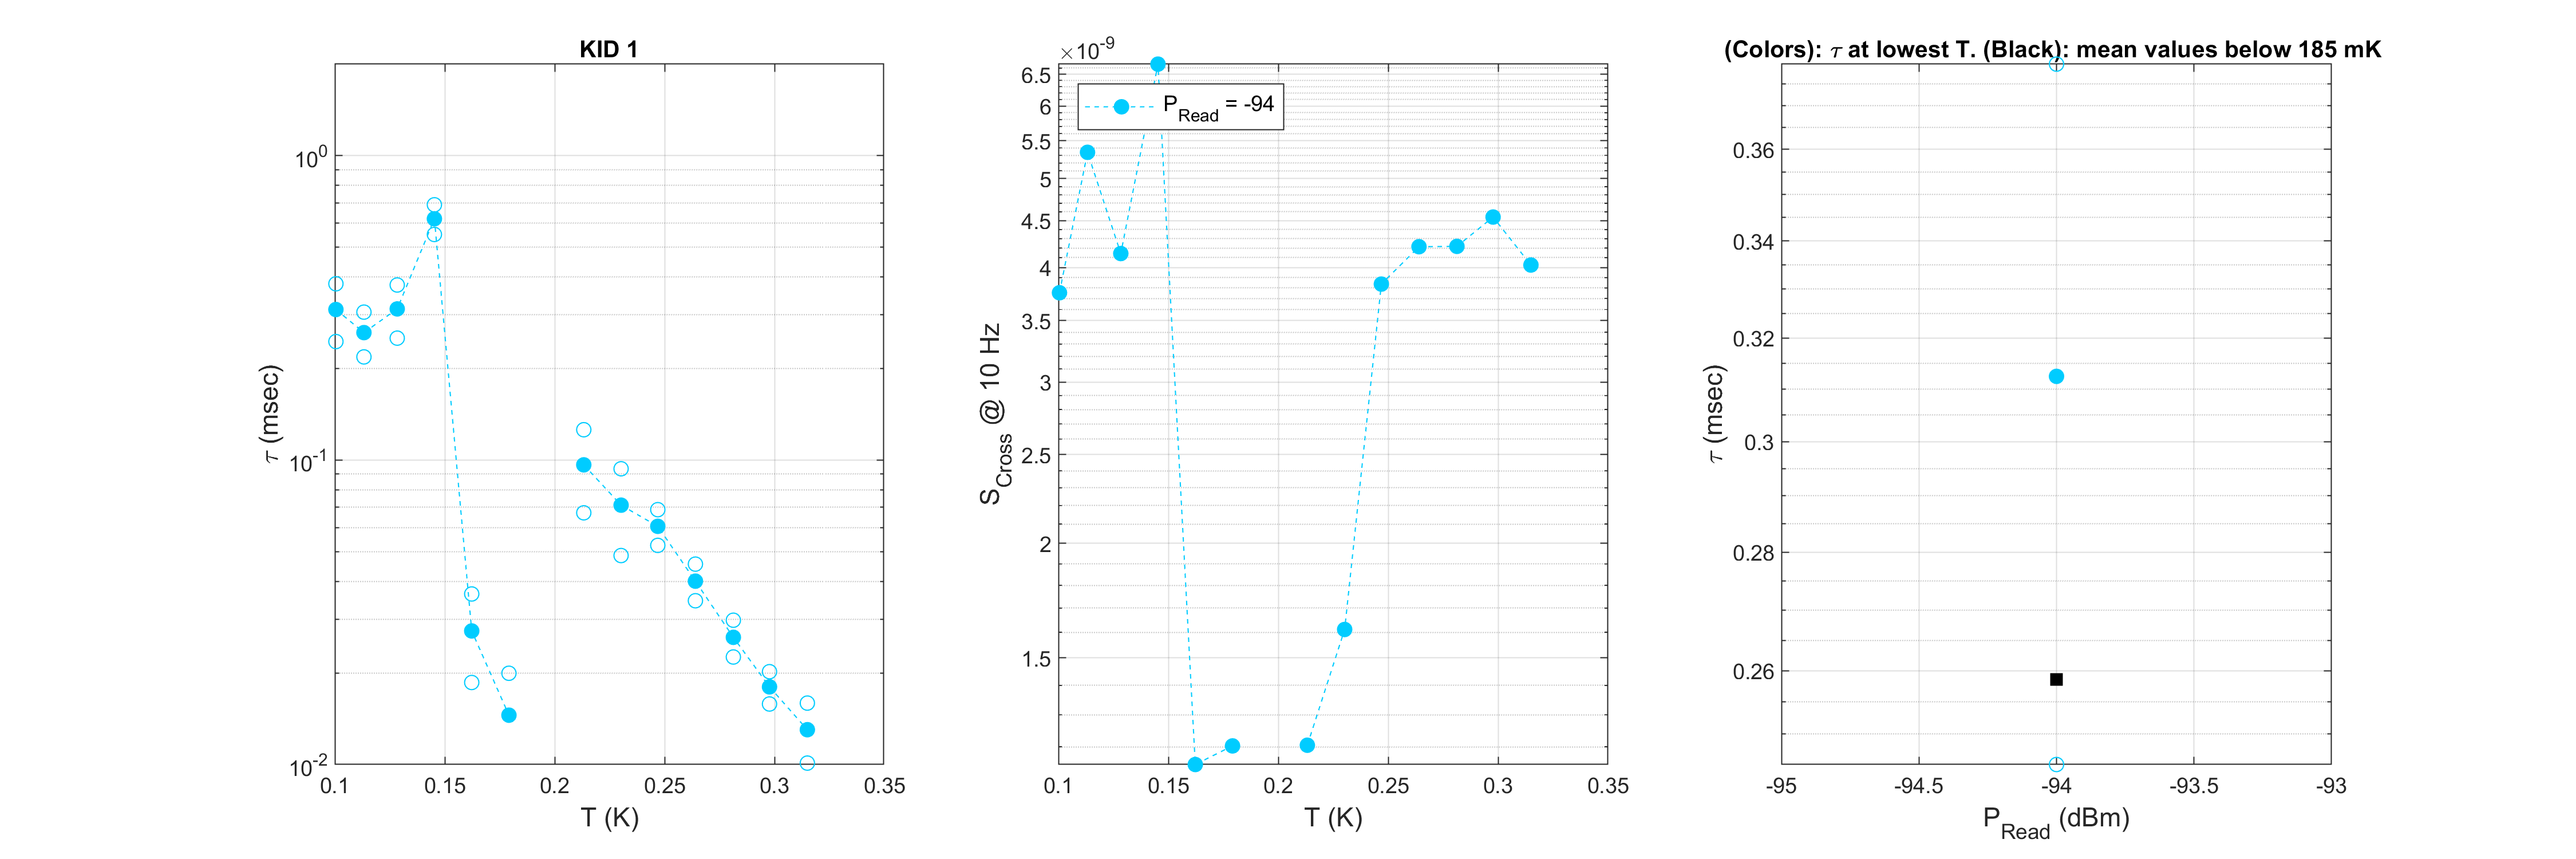 KID 1
10^0
10^-1
10^-2
τ (msec)
0.1 0.15 0.2 0.25 0.3 0.35
T (K)
×10^-9
P_Read = -94
6.5
6
5.5
5
4.5
4
3.5
3
2.5
2
1.5
S_Cross @ 10 Hz
0.1 0.15 0.2 0.25 0.3 0.35
T (K)
(Colors): τ at lowest T. (Black): mean values below 185 mK
0.36
0.34
0.32
0.3
0.28
0.26
τ (msec)
-95 -94.5 -94 -93.5 -93
P_Read (dBm)